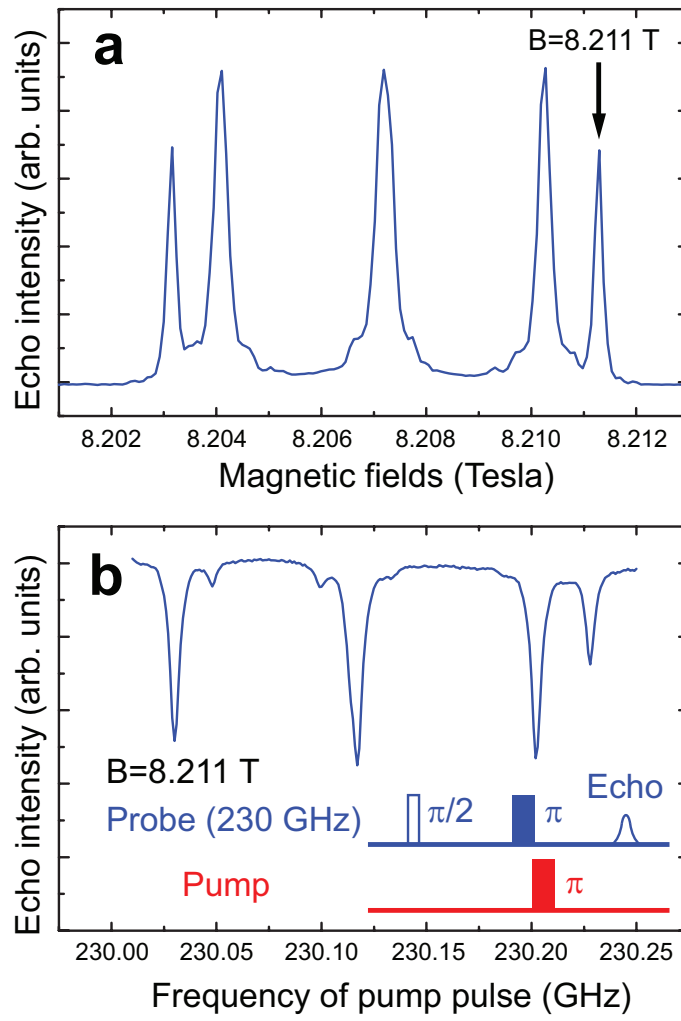 a
B=8.211 T
Echo intensity (arb. units)
8.202 8.204 8.206 8.208 8.210 8.212
Magnetic fields (Tesla)
b
Echo intensity (arb. units)
B=8.211 T
Probe (230 GHz) π/2 π Echo
Pump π
230.00 230.05 230.10 230.15 230.20 230.25
Frequency of pump pulse (GHz)